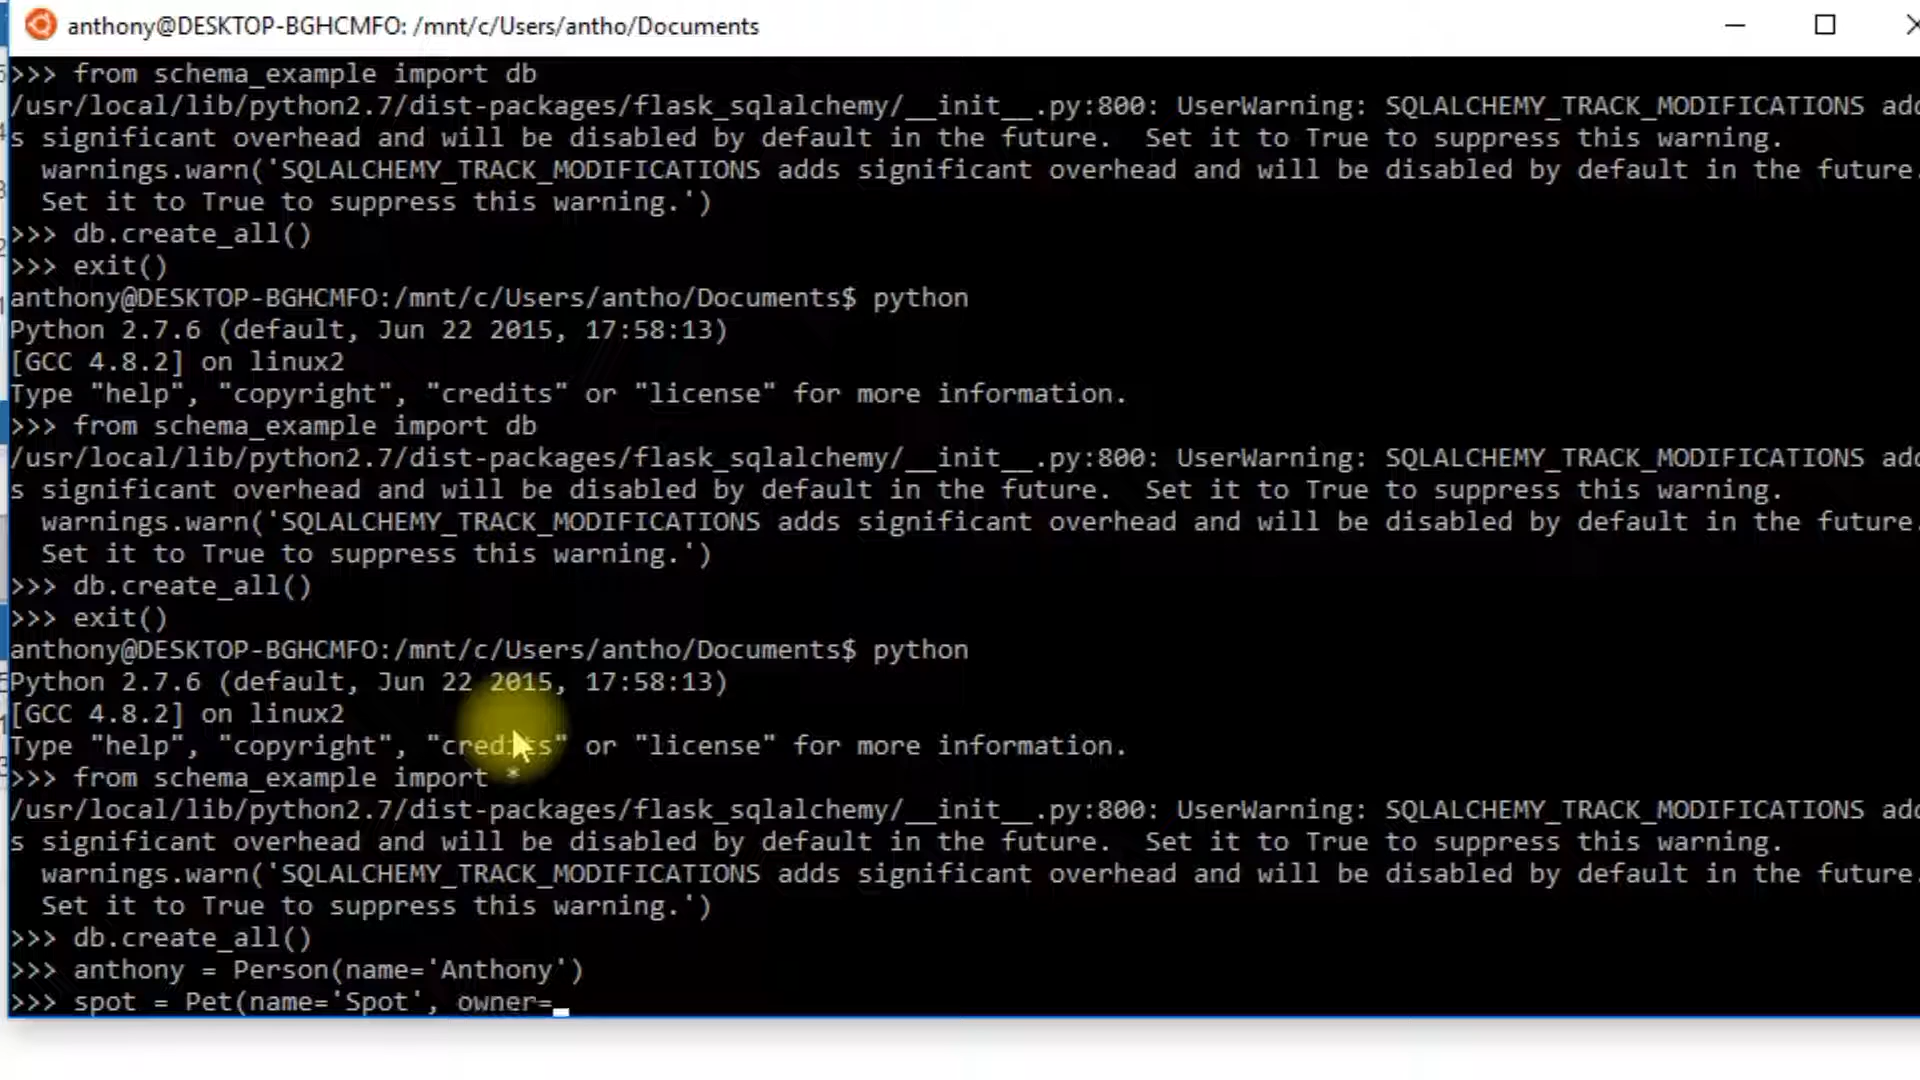 anthony@DESKTOP-BGHCMFO: /mnt/c/Users/antho/Documents
>>> from schema_example import db
/usr/local/lib/python2.7/dist-packages/flask_sqlalchemy/__init__.py:800: UserWarning: SQLALCHEMY_TRACK_MODIFICATIONS add
s significant overhead and will be disabled by default in the future.  Set it to True to suppress this warning.
  warnings.warn('SQLALCHEMY_TRACK_MODIFICATIONS adds significant overhead and will be disabled by default in the future.
  Set it to True to suppress this warning.')
>>> db.create_all()
>>> exit()
anthony@DESKTOP-BGHCMFO:/mnt/c/Users/antho/Documents$ python
Python 2.7.6 (default, Jun 22 2015, 17:58:13)
[GCC 4.8.2] on linux2
Type "help", "copyright", "credits" or "license" for more information.
>>> from schema_example import db
/usr/local/lib/python2.7/dist-packages/flask_sqlalchemy/__init__.py:800: UserWarning: SQLALCHEMY_TRACK_MODIFICATIONS add
s significant overhead and will be disabled by default in the future.  Set it to True to suppress this warning.
  warnings.warn('SQLALCHEMY_TRACK_MODIFICATIONS adds significant overhead and will be disabled by default in the future.
  Set it to True to suppress this warning.')
>>> db.create_all()
>>> exit()
anthony@DESKTOP-BGHCMFO:/mnt/c/Users/antho/Documents$ python
Python 2.7.6 (default, Jun 22 2015, 17:58:13)
[GCC 4.8.2] on linux2
Type "help", "copyright", "credits" or "license" for more information.
>>> from schema_example import *
/usr/local/lib/python2.7/dist-packages/flask_sqlalchemy/__init__.py:800: UserWarning: SQLALCHEMY_TRACK_MODIFICATIONS add
s significant overhead and will be disabled by default in the future.  Set it to True to suppress this warning.
  warnings.warn('SQLALCHEMY_TRACK_MODIFICATIONS adds significant overhead and will be disabled by default in the future.
  Set it to True to suppress this warning.')
>>> db.create_all()
>>> anthony = Person(name='Anthony')
>>> spot = Pet(name='Spot', owner=